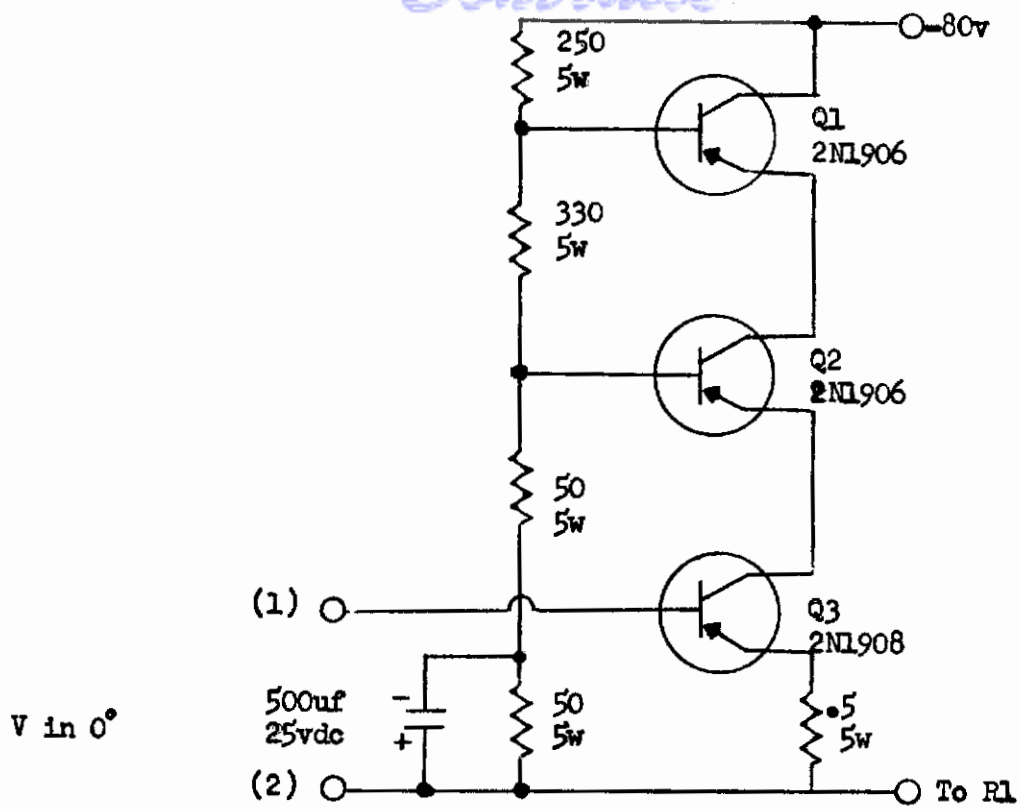 -80v
250
5w
Q1
2N1906
330
5w
Q2
2N1906
50
5w
(1)
Q3
2N1908
500uf
25vdc
-
+
50
5w
.5
5w
V in 0°
(2)
To R1